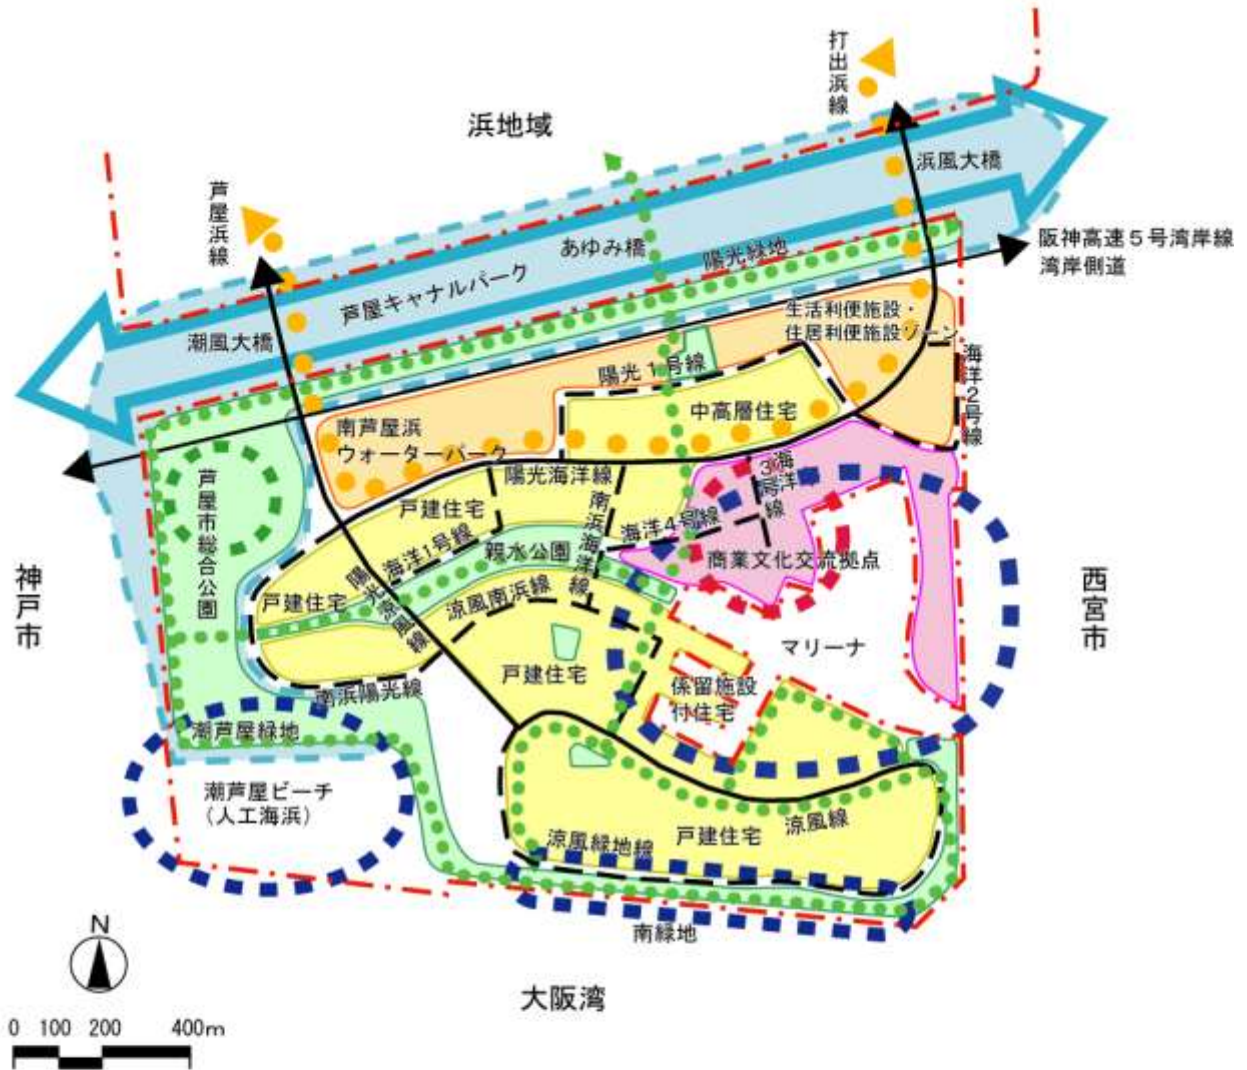 打出浜線
浜地域
浜風大橋
芦屋浜線
あゆみ橋
陽光緑地
阪神高速5号湾岸線
湾岸側道
芦屋キャナルパーク
潮風大橋
生活利便施設・
住居利便施設ゾーン
海洋2号線
陽光1号線
中高層住宅
南芦屋浜
ウォーターパーク
陽光海洋線
3号線
海洋
芦屋市総合公園
戸建住宅
南浜海洋線
海洋4号線
海洋1号線
親水公園
商業文化交流拠点
神戸市
西宮市
戸建住宅
陽光涼風線
涼風南浜線
マリーナ
戸建住宅
係留施設
付住宅
南浜陽光線
潮芦屋緑地
潮芦屋ビーチ
(人工海浜)
涼風緑地線
戸建住宅
涼風線
南緑地
N
大阪湾
0 100 200 400m